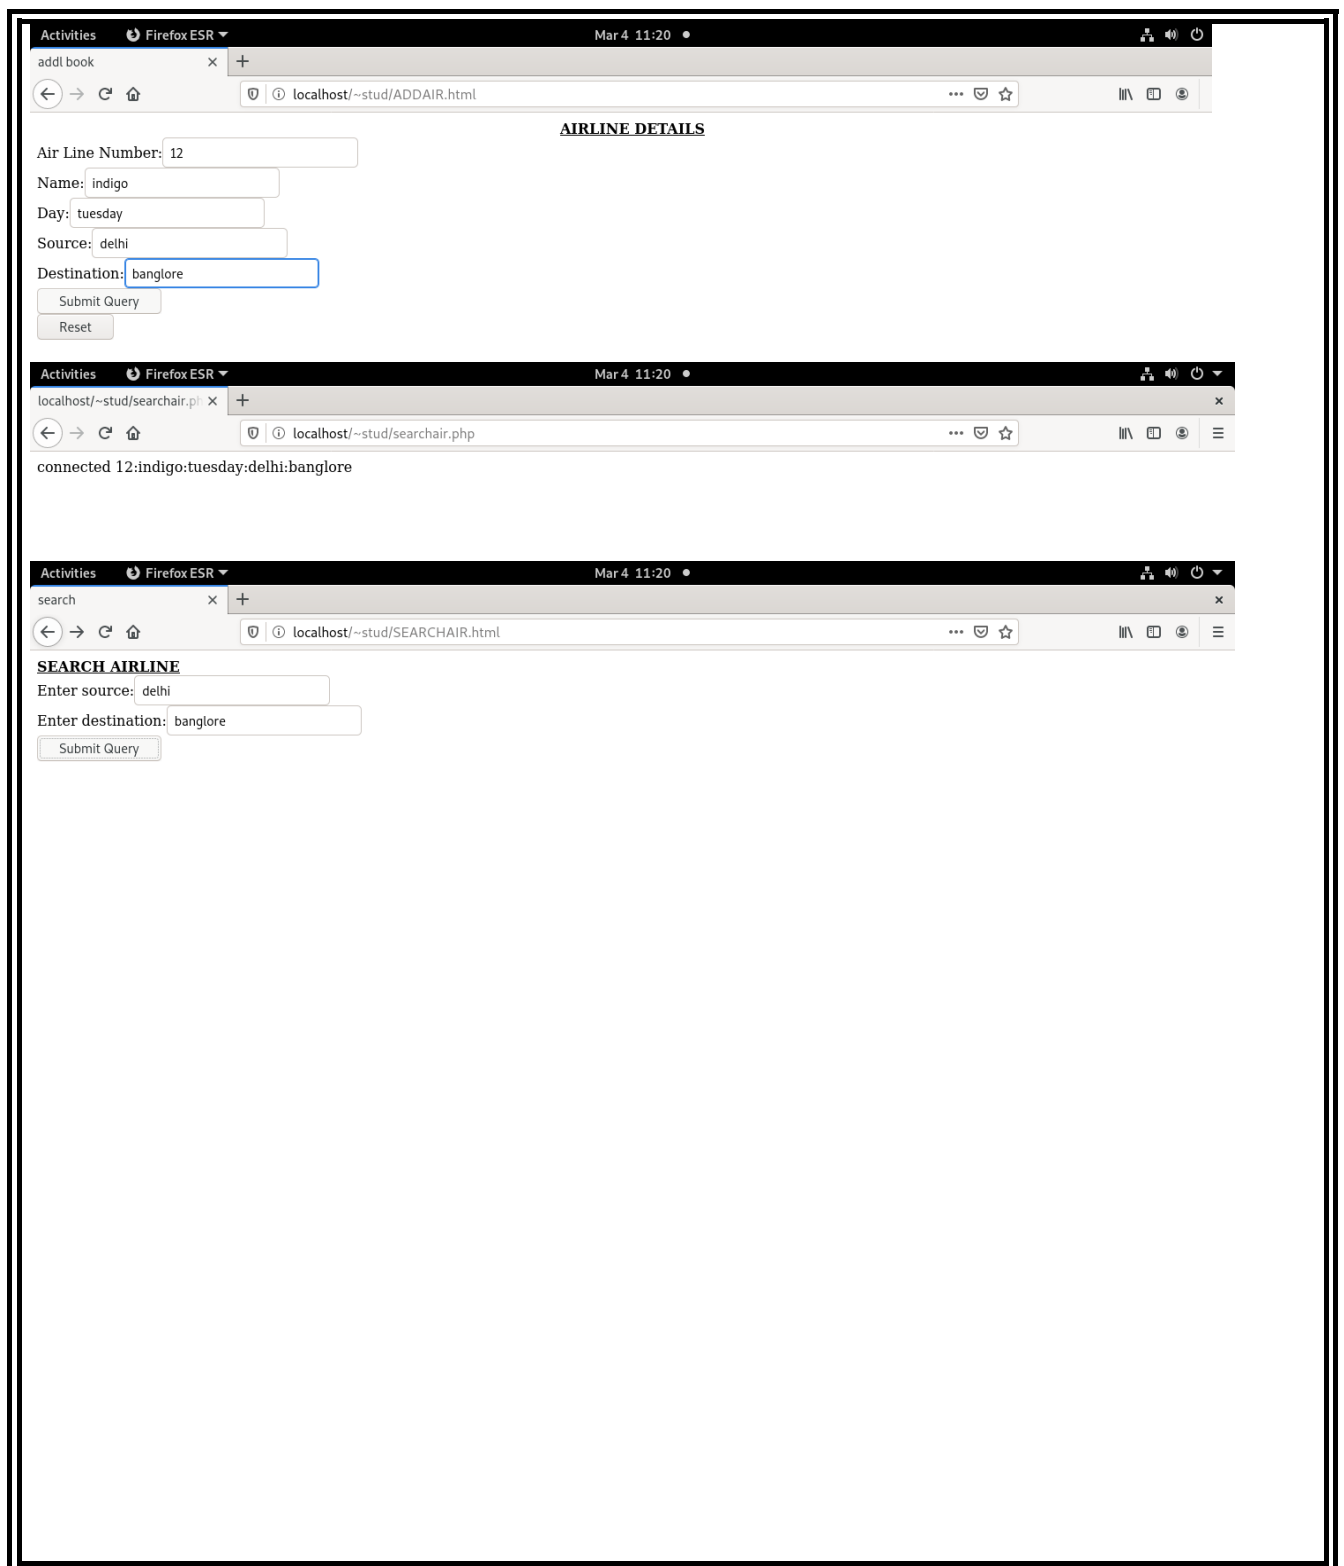 Activities Firefox ESR Mar 4 11:20
addl book
localhost/~stud/ADDAIR.html
AIRLINE DETAILS
Air Line Number: 12
Name: indigo
Day: tuesday
Source: delhi
Destination: banglore
Submit Query
Reset
Activities Firefox ESR Mar 4 11:20
localhost/~stud/searchair.ph
localhost/~stud/searchair.php
connected 12:indigo:tuesday:delhi:banglore
Activities Firefox ESR Mar 4 11:20
search
localhost/~stud/SEARCHAIR.html
SEARCH AIRLINE
Enter source: delhi
Enter destination: banglore
Submit Query